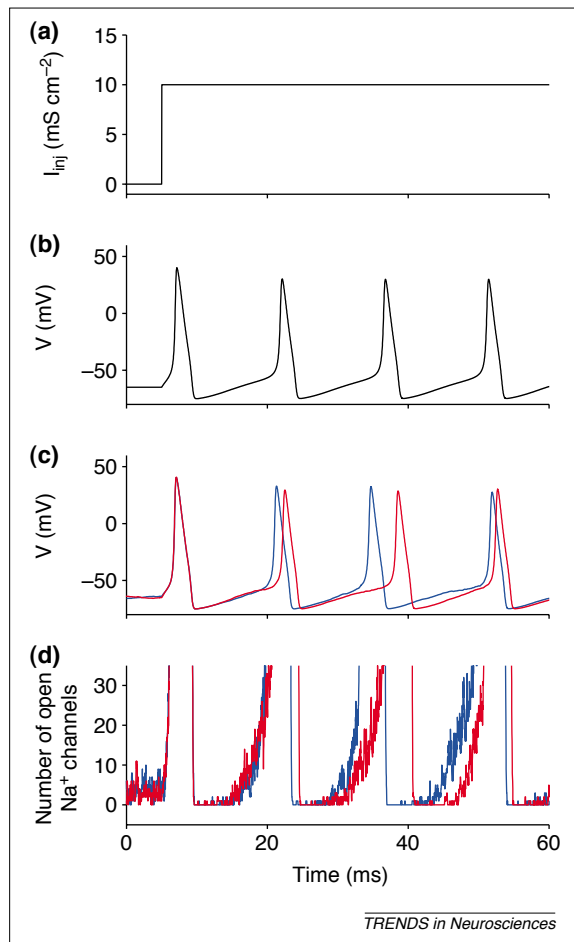 (a)
15
10
5
0
I_inj (mS cm⁻²)
(b)
50
0
−50
V (mV)
(c)
50
0
−50
V (mV)
(d)
30
20
10
0
Number of open
Na⁺ channels
0
20
40
60
Time (ms)
TRENDS in Neurosciences